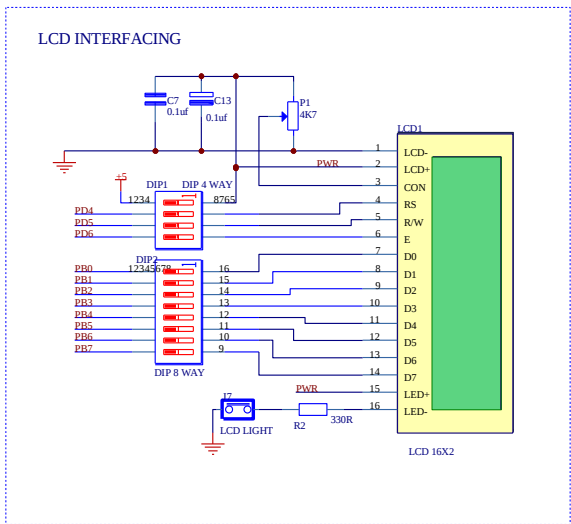 LCD INTERFACING
C7
0.1uf
C13
0.1uf
P1
4K7
LCD1
1 LCD-
PWR 2 LCD+
3 CON
+5
DIP1 DIP 4 WAY
1234 8765
4 RS
PD4
5 R/W
PD5
6 E
PD6
7 D0
DIP2
PB0 12345678 16
8 D1
PB1 15
9 D2
PB2 14
10 D3
PB3 13
11 D4
PB4 12
12 D5
PB5 11
13 D6
PB6 10
14 D7
PB7 9
DIP 8 WAY
PWR 15 LED+
J7
16 LED-
R2 330R
LCD LIGHT
LCD 16X2